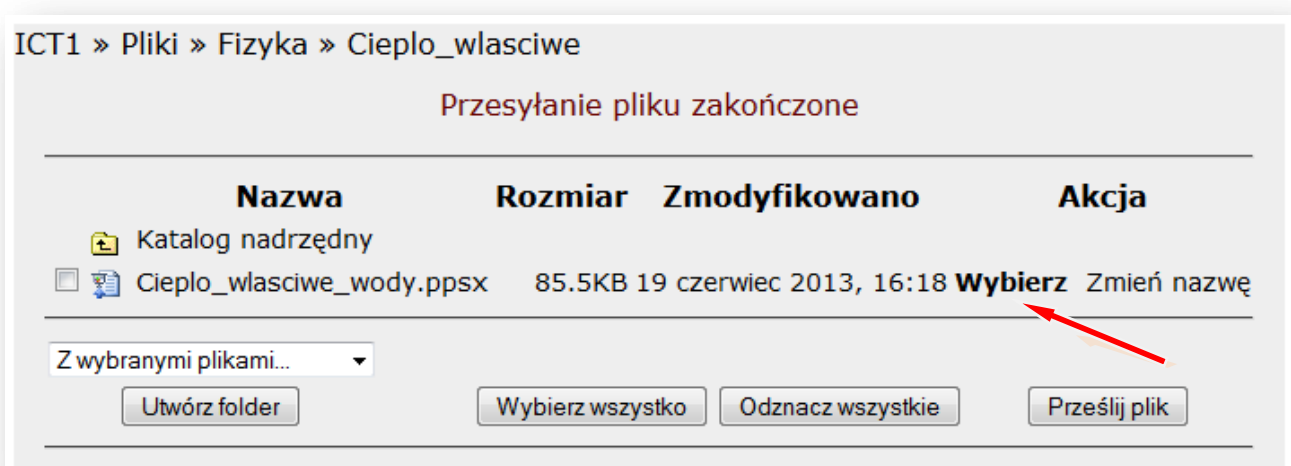 ICT1 » Pliki » Fizyka » Cieplo_wlasciwe
Przesyłanie pliku zakończone
Nazwa Rozmiar Zmodyfikowano Akcja
Katalog nadrzędny
Cieplo_wlasciwe_wody.ppsx 85.5KB 19 czerwiec 2013, 16:18 Wybierz Zmień nazwę
Z wybranymi plikami...
Utwórz folder Wybierz wszystko Odznacz wszystkie Prześlij plik